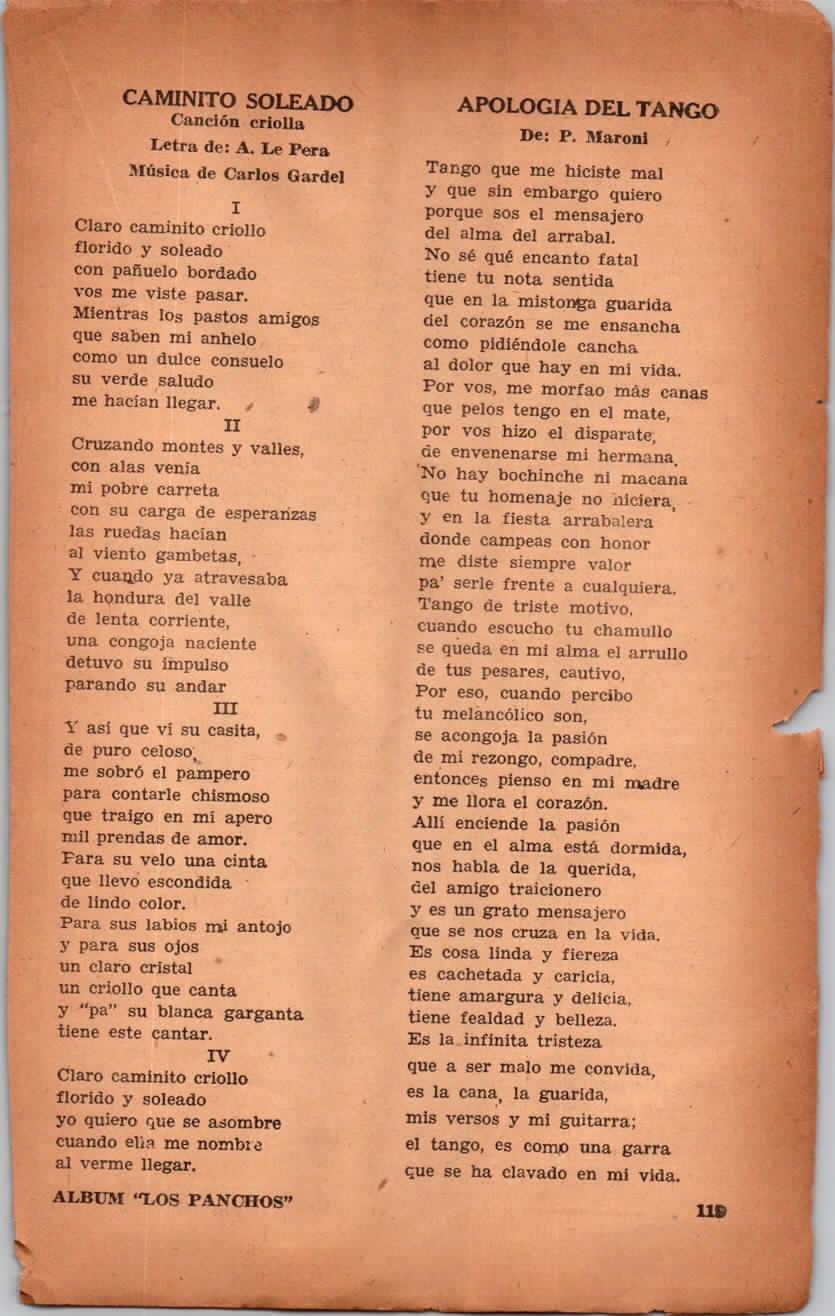 CAMINITO SOLEADO
Canción criolla
Letra de: A. Le Pera
Música de Carlos Gardel
I
Claro caminito criollo
florido y soleado
con pañuelo bordado
vos me viste pasar.
Mientras los pastos amigos
que saben mi anhelo
como un dulce consuelo
su verde saludo
me hacían llegar.
II
Cruzando montes y valles,
con alas venía
mi pobre carreta
con su carga de esperanzas
las ruedas hacían
al viento gambetas,
Y cuando ya atravesaba
la hondura del valle
de lenta corriente,
una congoja naciente
detuvo su impulso
parando su andar
III
Y así que ví su casita,
de puro celoso,
me sobró el pampero
para contarle chismoso
que traigo en mi apero
mil prendas de amor.
Para su velo una cinta
que llevo escondida
de lindo color.
Para sus labios mi antojo
y para sus ojos
un claro cristal
un criollo que canta
y "pa" su blanca garganta
tiene este cantar.
IV
Claro caminito criollo
florido y soleado
yo quiero que se asombre
cuando ella me nombre
al verme llegar.
ALBUM "LOS PANCHOS"
APOLOGIA DEL TANGO
De: P. Maroni
Tango que me hiciste mal
y que sin embargo quiero
porque sos el mensajero
del alma del arrabal.
No sé qué encanto fatal
tiene tu nota sentida
que en la mistonga guarida
del corazón se me ensancha
como pidiéndole cancha
al dolor que hay en mi vida.
Por vos, me morfao más canas
que pelos tengo en el mate,
por vos hizo el disparate,
de envenenarse mi hermana,
No hay bochinche ni macana
que tu homenaje no hiciera,
y en la fiesta arrabalera
donde campeas con honor
me diste siempre valor
pa' serle frente a cualquiera.
Tango de triste motivo,
cuando escucho tu chamullo
se queda en mi alma el arrullo
de tus pesares, cautivo,
Por eso, cuando percibo
tu melancólico son,
se acongoja la pasión
de mi rezongo, compadre,
entonces pienso en mi madre
y me llora el corazón.
Allí enciende la pasión
que en el alma está dormida,
nos habla de la querida,
del amigo traicionero
y es un grato mensajero
que se nos cruza en la vida.
Es cosa linda y fiereza
es cachetada y caricia,
tiene amargura y delicia,
tiene fealdad y belleza.
Es la infinita tristeza
que a ser malo me convida,
es la cana, la guarida,
mis versos y mi guitarra;
el tango, es como una garra
que se ha clavado en mi vida.